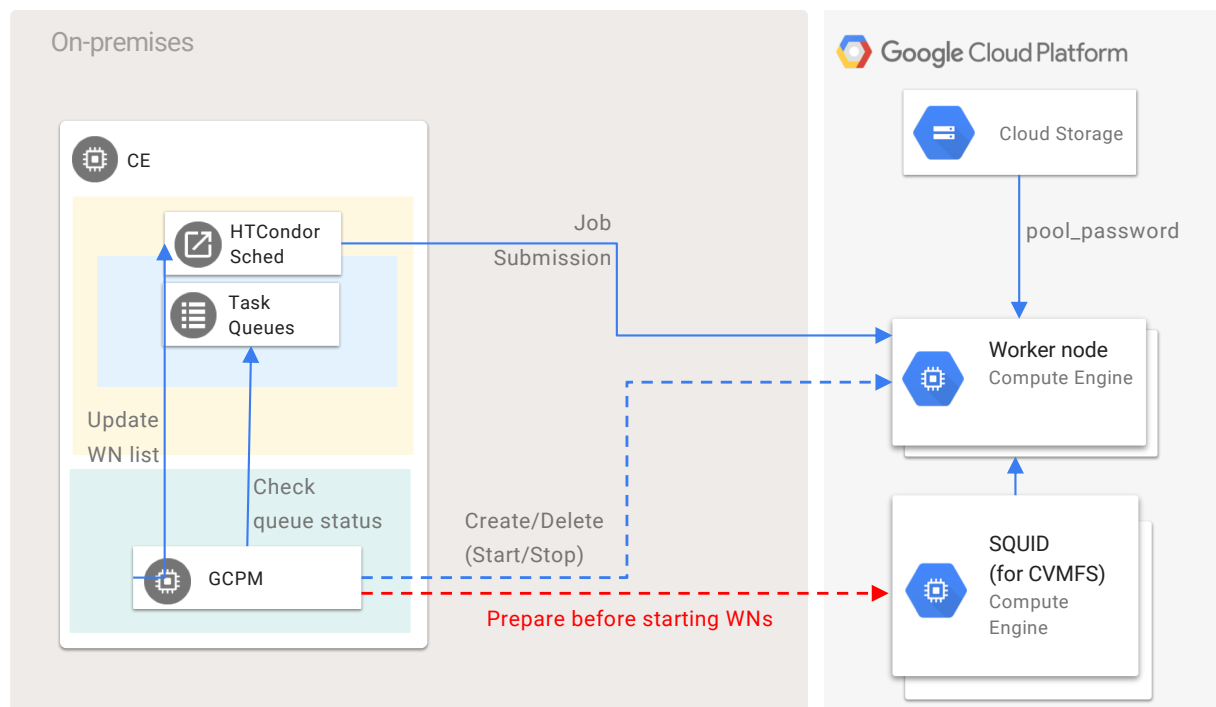 On-premises
CE
HTCondor
Sched
Task
Queues
Update
WN list
Check
queue status
GCPM
Job
Submission
Create/Delete
(Start/Stop)
Prepare before starting WNs
Google Cloud Platform
Cloud Storage
pool_password
Worker node
Compute Engine
SQUID
(for CVMFS)
Compute
Engine